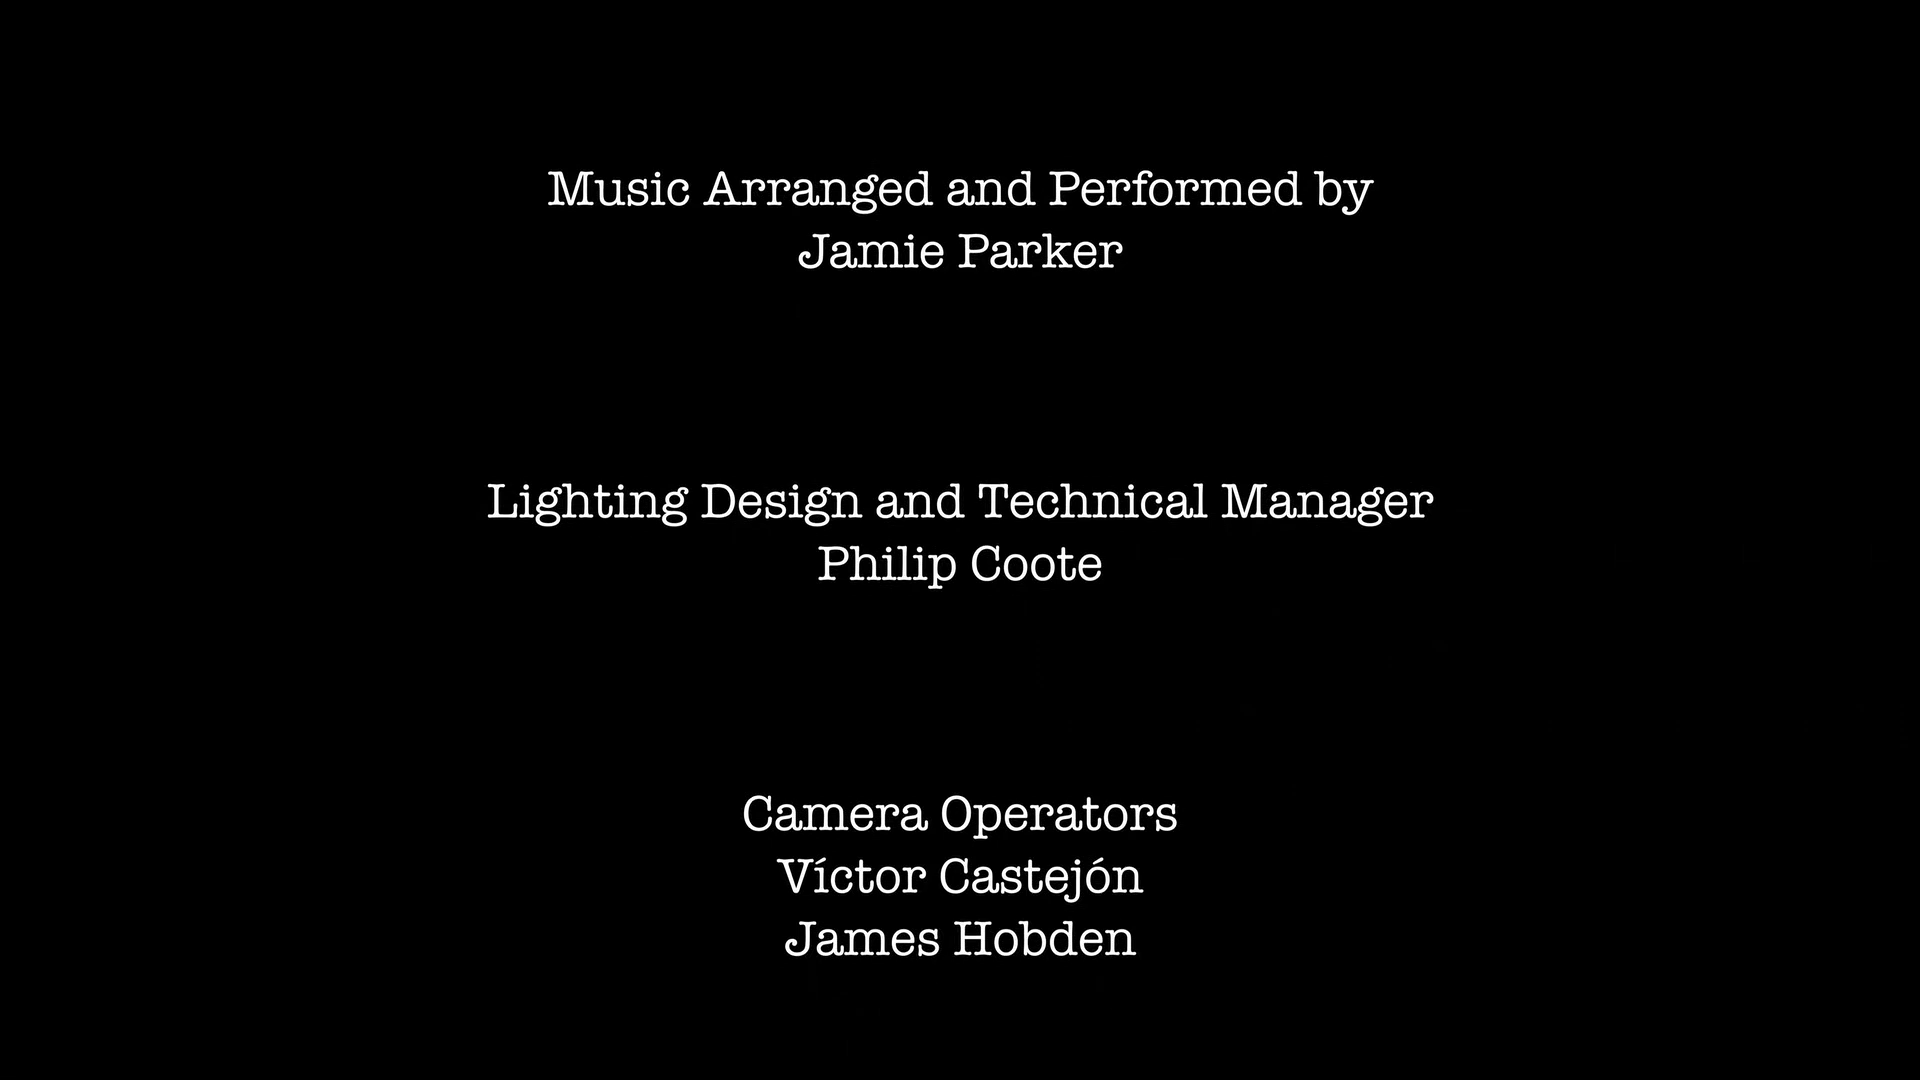 Music Arranged and Performed by
Jamie Parker
Lighting Design and Technical Manager
Philip Coote
Camera Operators
Víctor Castejón
James Hobden